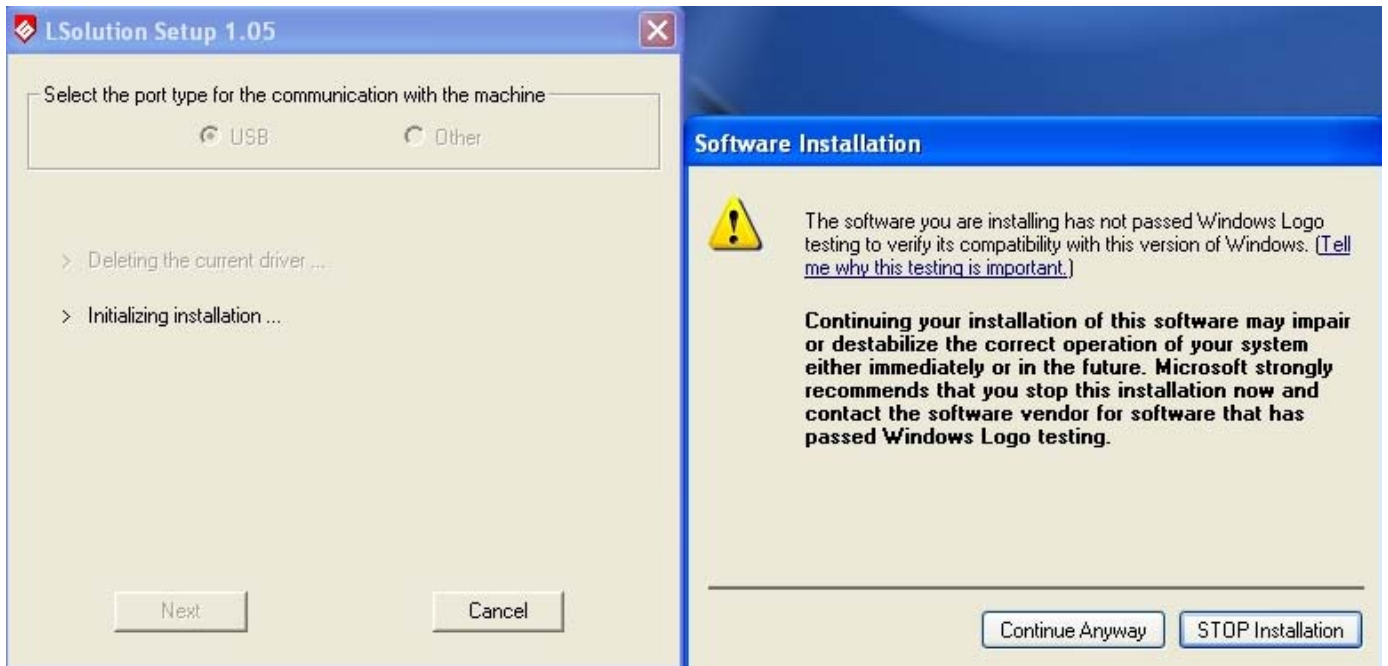 LSolution Setup 1.05
Select the port type for the communication with the machine
USB
Other
> Deleting the current driver ...
> Initializing installation ...
Next
Cancel
Software Installation
The software you are installing has not passed Windows Logo
testing to verify its compatibility with this version of Windows. (Tell
me why this testing is important.)
Continuing your installation of this software may impair
or destabilize the correct operation of your system
either immediately or in the future. Microsoft strongly
recommends that you stop this installation now and
contact the software vendor for software that has
passed Windows Logo testing.
Continue Anyway
STOP Installation